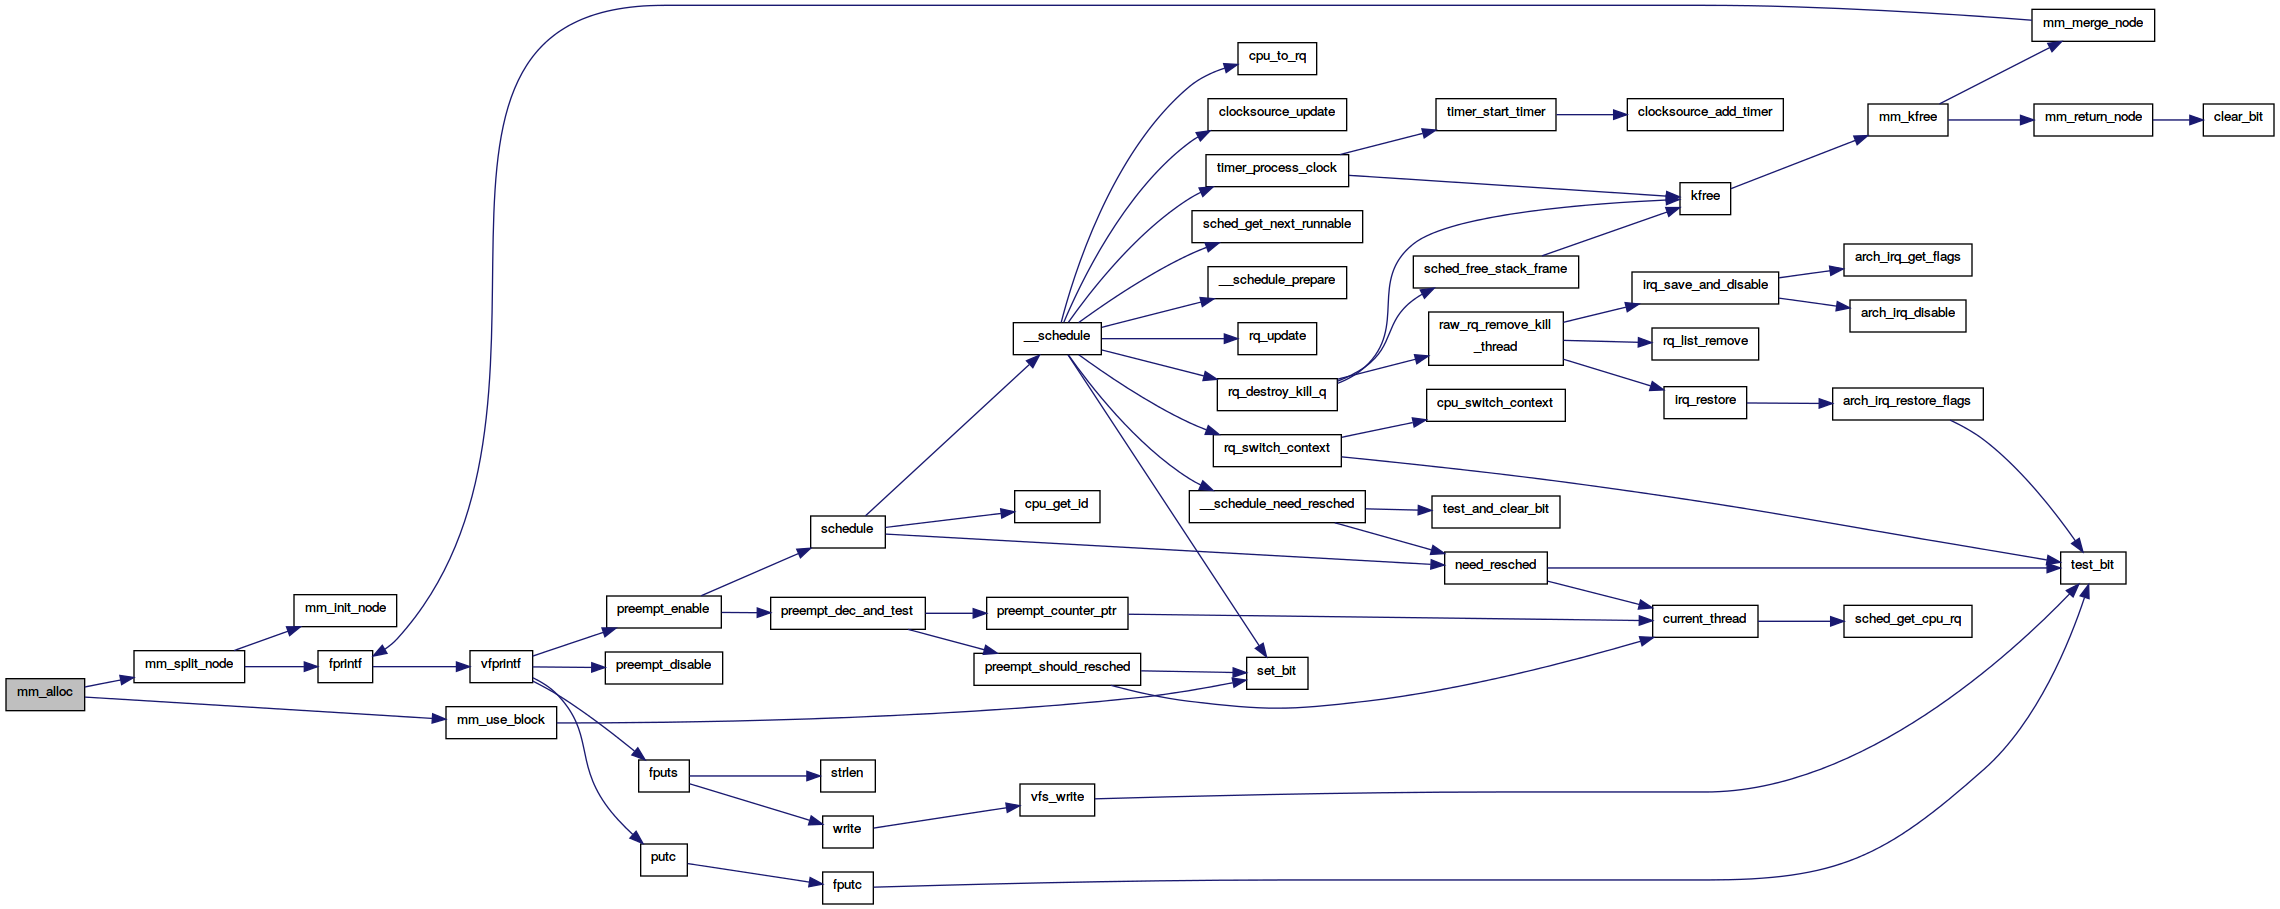 mm_merge_node
cpu_to_rq
clocksource_update
timer_start_timer
clocksource_add_timer
mm_kfree
mm_return_node
clear_bit
timer_process_clock
kfree
sched_get_next_runnable
sched_free_stack_frame
arch_irq_get_flags
__schedule_prepare
irq_save_and_disable
arch_irq_disable
__schedule
rq_update
raw_rq_remove_kill
_thread
rq_list_remove
rq_destroy_kill_q
cpu_switch_context
irq_restore
arch_irq_restore_flags
rq_switch_context
cpu_get_id
__schedule_need_resched
test_and_clear_bit
schedule
need_resched
test_bit
mm_init_node
preempt_enable
preempt_dec_and_test
preempt_counter_ptr
current_thread
sched_get_cpu_rq
mm_split_node
fprintf
vfprintf
preempt_disable
preempt_should_resched
set_bit
mm_alloc
mm_use_block
fputs
strlen
vfs_write
write
putc
fputc